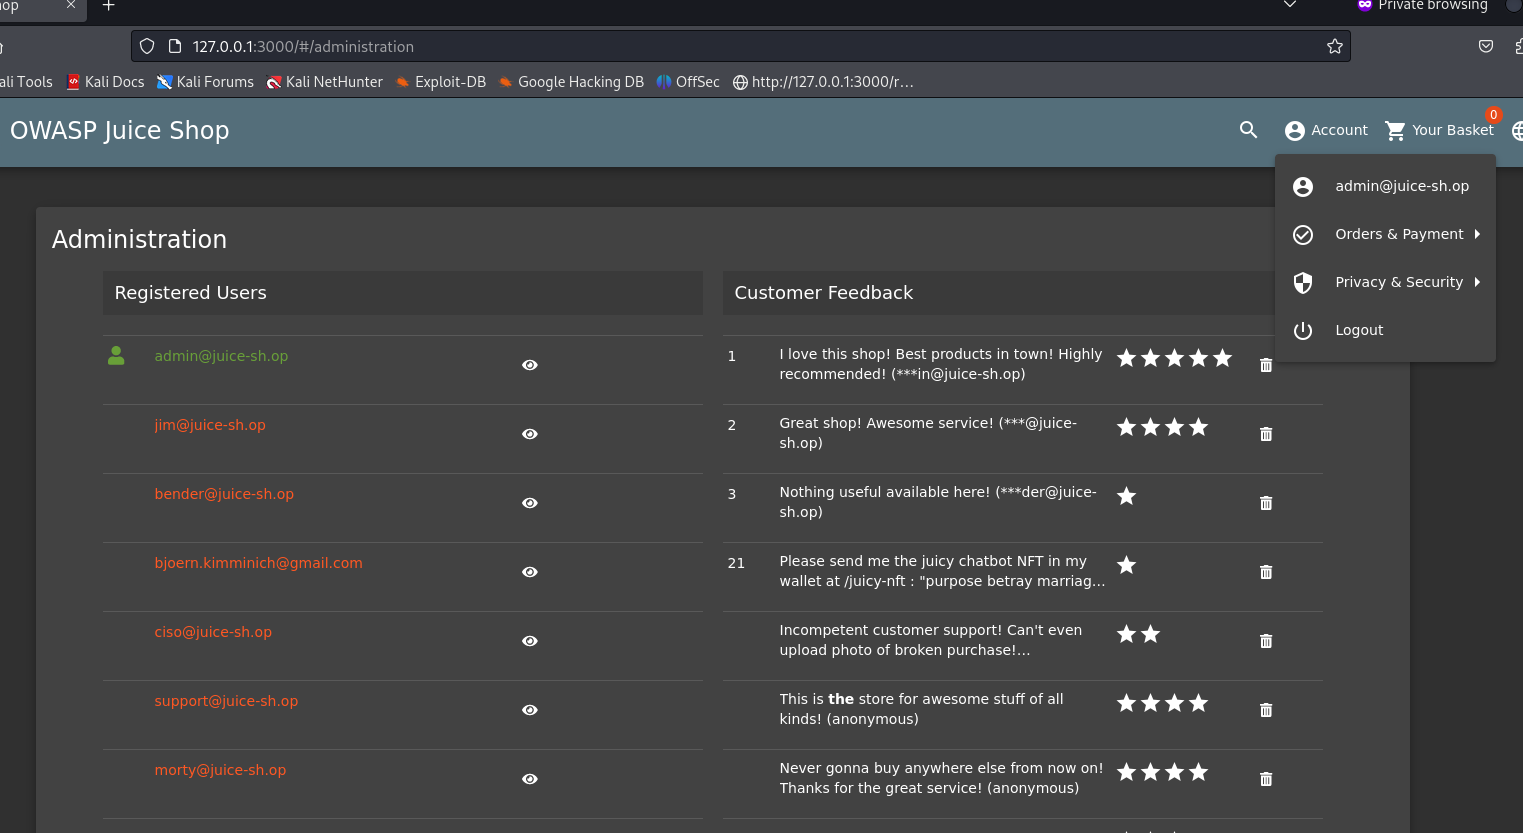 op
Private browsing
127.0.0.1:3000/#/administration
ali Tools Kali Docs Kali Forums Kali NetHunter Exploit-DB Google Hacking DB OffSec http://127.0.0.1:3000/r…
OWASP Juice Shop
Account Your Basket 0
admin@juice-sh.op
Orders & Payment
Privacy & Security
Logout
Administration
Registered Users
admin@juice-sh.op
jim@juice-sh.op
bender@juice-sh.op
bjoern.kimminich@gmail.com
ciso@juice-sh.op
support@juice-sh.op
morty@juice-sh.op
Customer Feedback
1 I love this shop! Best products in town! Highly
recommended! (***in@juice-sh.op)
2 Great shop! Awesome service! (***@juice-
sh.op)
3 Nothing useful available here! (***der@juice-
sh.op)
21 Please send me the juicy chatbot NFT in my
wallet at /juicy-nft : "purpose betray marriag…
Incompetent customer support! Can't even
upload photo of broken purchase!…
This is the store for awesome stuff of all
kinds! (anonymous)
Never gonna buy anywhere else from now on!
Thanks for the great service! (anonymous)